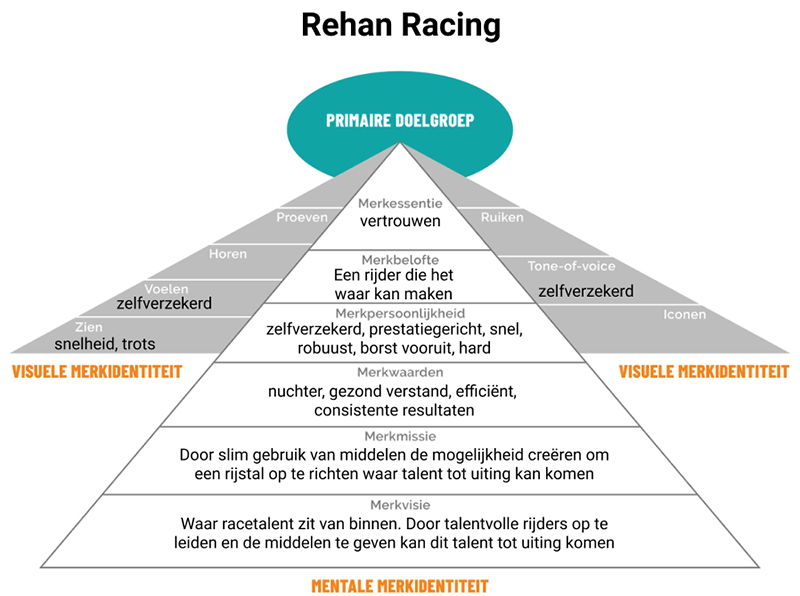 Rehan Racing
PRIMAIRE DOELGROEP
Merkessentie
vertrouwen
Merkbelofte
Een rijder die het
waar kan maken
Merkpersoonlijkheid
zelfverzekerd, prestatiegericht, snel,
robuust, borst vooruit, hard
Merkwaarden
nuchter, gezond verstand, efficiënt,
consistente resultaten
Merkmissie
Door slim gebruik van middelen de mogelijkheid creëren om
een rijstal op te richten waar talent tot uiting kan komen
Merkvisie
Waar racetalent zit van binnen. Door talentvolle rijders op te
leiden en de middelen te geven kan dit talent tot uiting komen
Proeven
Horen
Voelen
zelfverzekerd
Zien
snelheid, trots
VISUELE MERKIDENTITEIT
Ruiken
Tone-of-voice
zelfverzekerd
Iconen
VISUELE MERKIDENTITEIT
MENTALE MERKIDENTITEIT